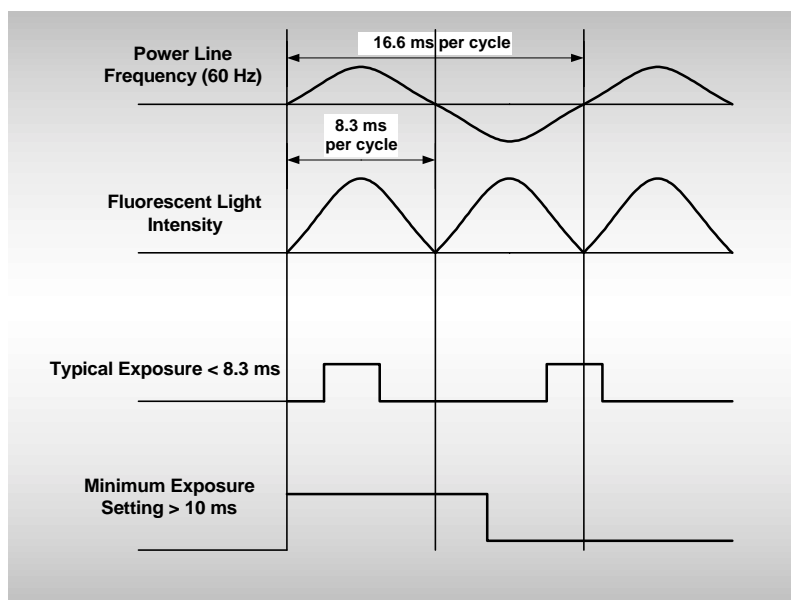 Power Line
Frequency (60 Hz)
16.6 ms per cycle
8.3 ms
per cycle
Fluorescent Light
Intensity
Typical Exposure < 8.3 ms
Minimum Exposure
Setting > 10 ms